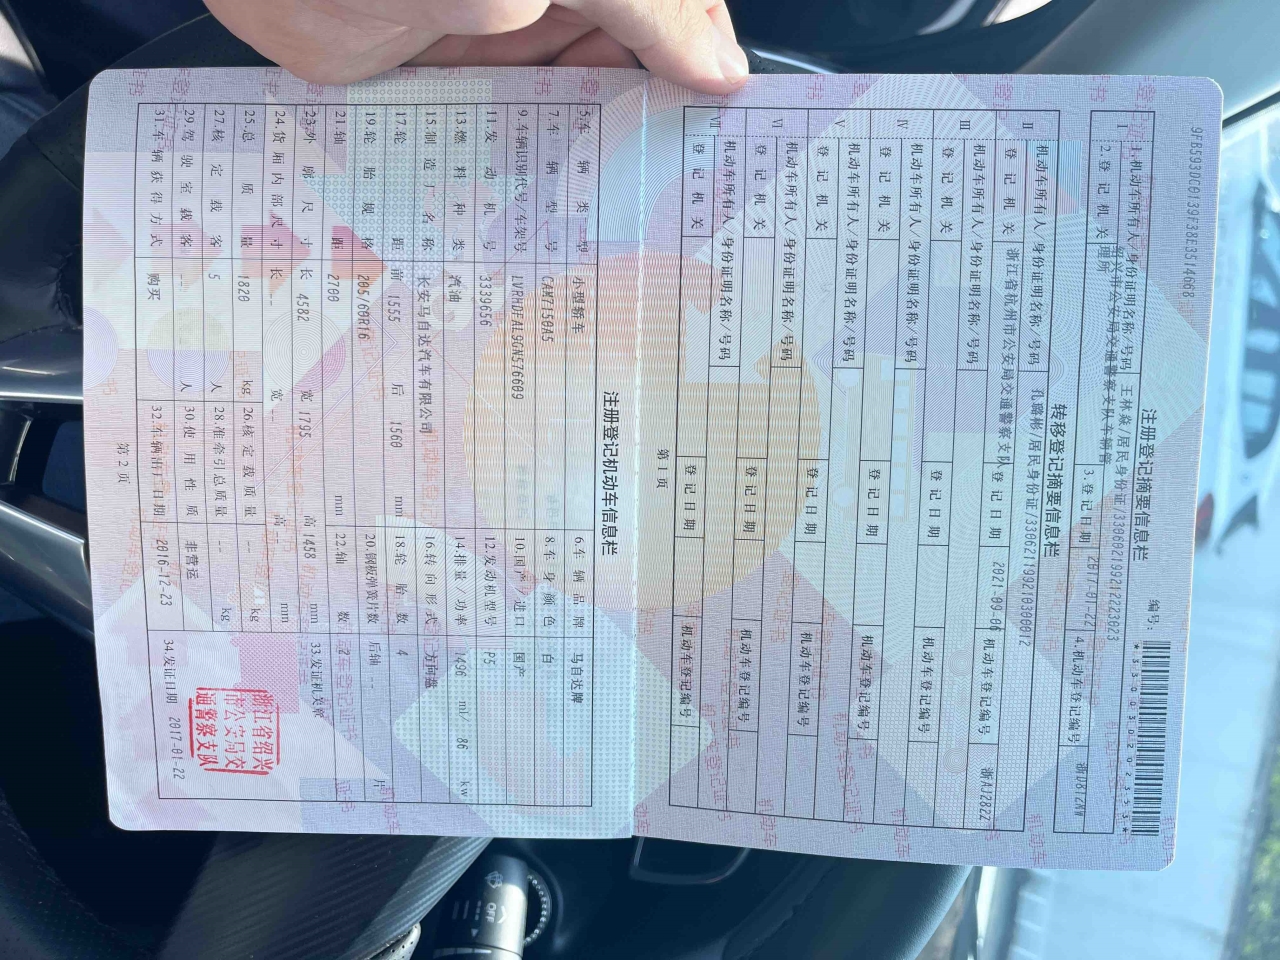 注册登记摘要信息栏
1.机动车所有人/身份证明名称/号码 王林焱/居民身份证/330602199212223023
2.登记机关 绍兴市公安局交通警察支队车辆管理所 3.登记日期 2017-01-22 4.机动车登记编号
转移登记摘要信息栏
Ⅱ 机动车所有人/身份证明名称/号码 孔璐彬/居民身份证/330621199210300012
登记机关 浙江省杭州市公安局交通警察支队 登记日期 2021-09-06 机动车登记编号 浙AJ282Z
Ⅲ 机动车所有人/身份证明名称/号码
登记机关 登记日期 机动车登记编号
Ⅳ 机动车所有人/身份证明名称/号码
登记机关 登记日期 机动车登记编号
Ⅴ 机动车所有人/身份证明名称/号码
登记机关 登记日期 机动车登记编号
Ⅵ 机动车所有人/身份证明名称/号码
登记机关 登记日期 机动车登记编号
Ⅶ 机动车所有人/身份证明名称/号码
登记机关 登记日期 机动车登记编号
第1页
注册登记机动车信息栏
5.车辆类型 小型轿车 6.车辆品牌 马自达牌
7.车辆型号 CAM7150A5 8.车身颜色 白
9.车辆识别代号/车架号 LVRHDFAL9GN576609 10.国产/进口 国产
11.发动机号 3339656 12.发动机型号 P5
13.燃料种类 汽油 14.排量/功率 1496 ml/ 86 kw
15.制造厂名称 长安马自达汽车有限公司 16.转向形式 方向盘
17.轮距 前 1555 后 1560 mm 18.轮胎数 4
19.轮胎规格 205/60R16 20.钢板弹簧片数 后轴 片
21.轴距 2700 mm 22.轴数 2
23.外廓尺寸 长 4582 宽 1795 高 1458 mm
33.发证机关章
24.货厢内部尺寸 长 -- 宽 高 -- mm
25.总质量 1820 kg 26.核定载质量 -- kg
27.核定载客 5 人 28.准牵引总质量 -- kg
29.驾驶室载客 -- 人 30.使用性质 非营运
31.车辆获得方式 购买 32.车辆出厂日期 2016-12-23 34.发证日期 2017-01-22
浙江省绍兴
市公安局交
通警察支队
第2页
OFF